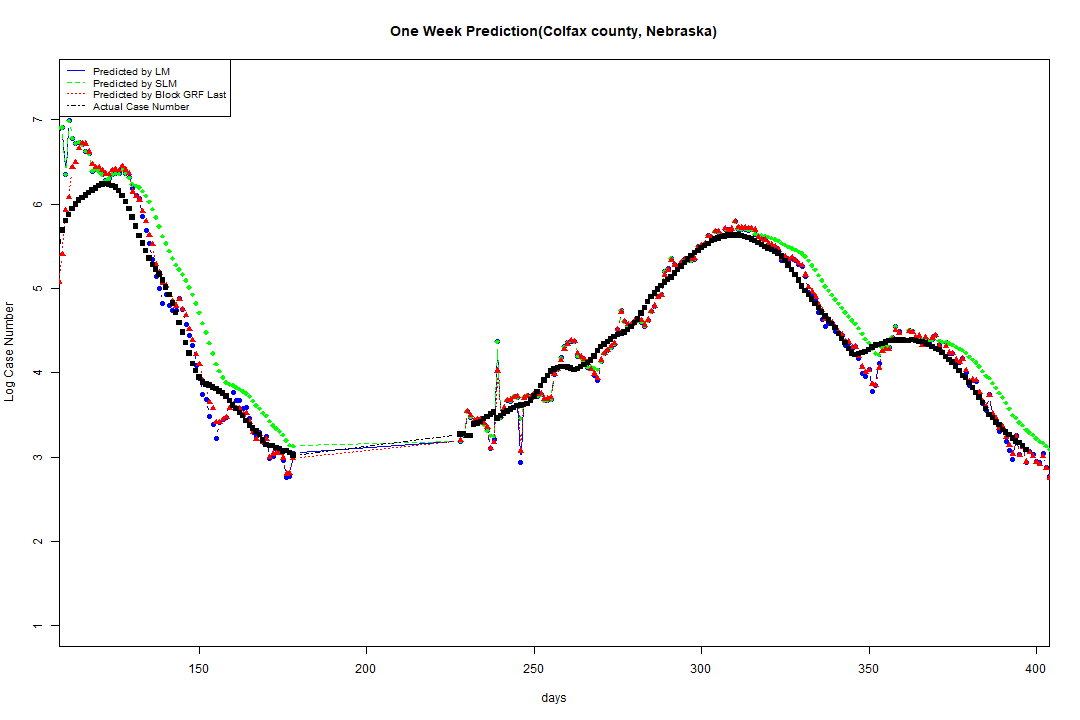 One Week Prediction(Colfax county, Nebraska)
Predicted by LM
Predicted by SLM
Predicted by Block GRF Last
Actual Case Number
Log Case Number
7
6
5
4
3
2
1
150 200 250 300 350 400
days